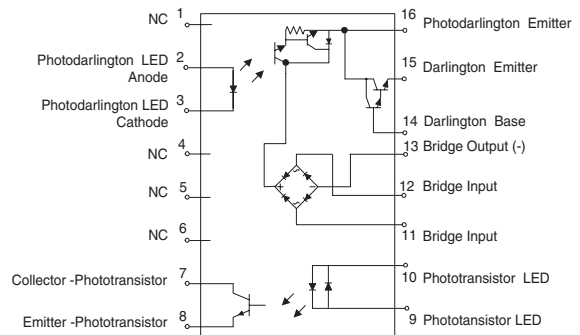 NC 1
Photodarlington LED
Anode
2
Photodarlington LED
Cathode
3
NC
4
NC
5
NC
6
Collector -Phototransistor
7
Emitter -Phototransistor
8
16
Photodarlington Emitter
15
Darlington Emitter
14 Darlington Base
13 Bridge Output (-)
12 Bridge Input
11 Bridge Input
10
Phototransistor LED
9 Phototansistor LED
+
–
~
~